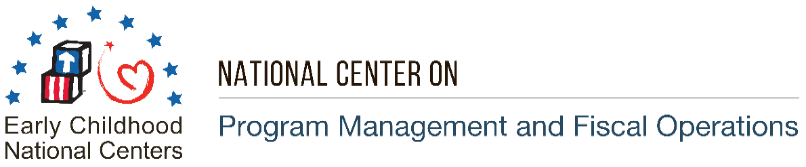 Early Childhood
National Centers
NATIONAL CENTER ON
Program Management and Fiscal Operations